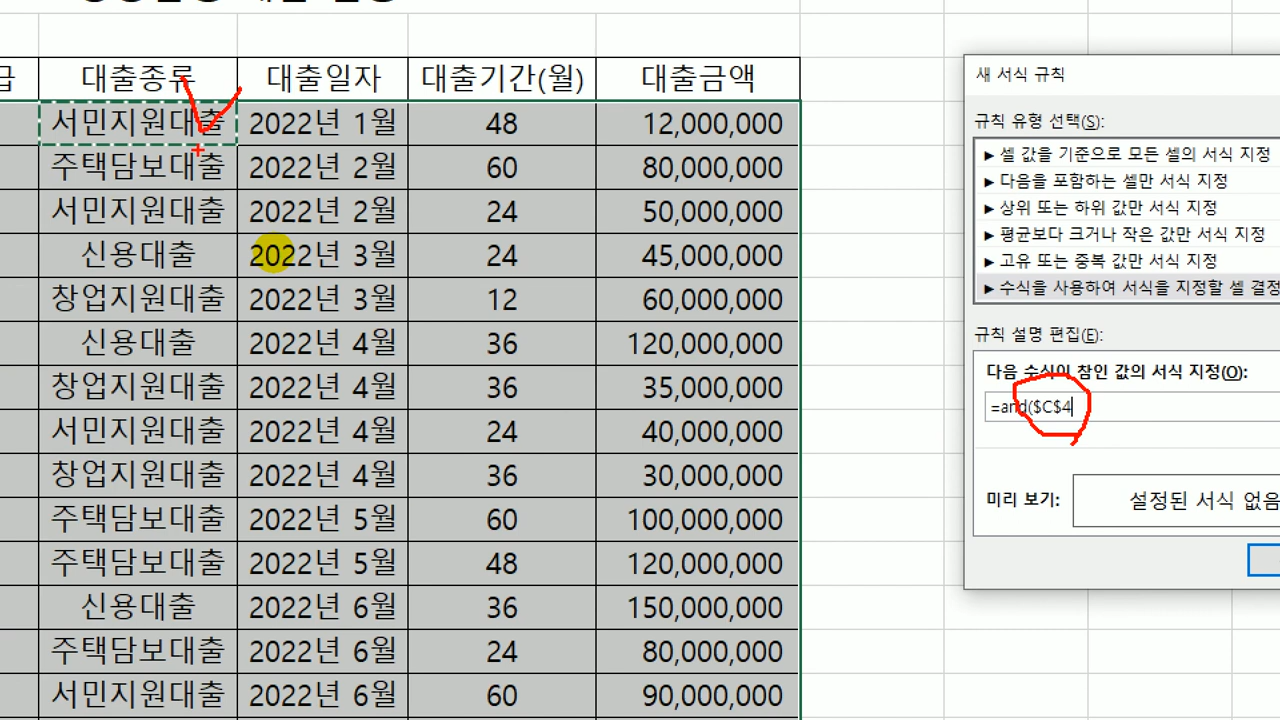 급 대출종류 대출일자 대출기간(월) 대출금액
서민지원대출 2022년 1월 48 12,000,000
주택담보대출 2022년 2월 60 80,000,000
서민지원대출 2022년 2월 24 50,000,000
신용대출 2022년 3월 24 45,000,000
창업지원대출 2022년 3월 12 60,000,000
신용대출 2022년 4월 36 120,000,000
창업지원대출 2022년 4월 36 35,000,000
서민지원대출 2022년 4월 24 40,000,000
창업지원대출 2022년 4월 36 30,000,000
주택담보대출 2022년 5월 60 100,000,000
주택담보대출 2022년 5월 48 120,000,000
신용대출 2022년 6월 36 150,000,000
주택담보대출 2022년 6월 24 80,000,000
서민지원대출 2022년 6월 60 90,000,000
새 서식 규칙
규칙 유형 선택(S):
► 셀 값을 기준으로 모든 셀의 서식 지정
► 다음을 포함하는 셀만 서식 지정
► 상위 또는 하위 값만 서식 지정
► 평균보다 크거나 작은 값만 서식 지정
► 고유 또는 중복 값만 서식 지정
► 수식을 사용하여 서식을 지정할 셀 결정
규칙 설명 편집(E):
다음 수식이 참인 값의 서식 지정(O):
=and($C$4
미리 보기:
설정된 서식 없음